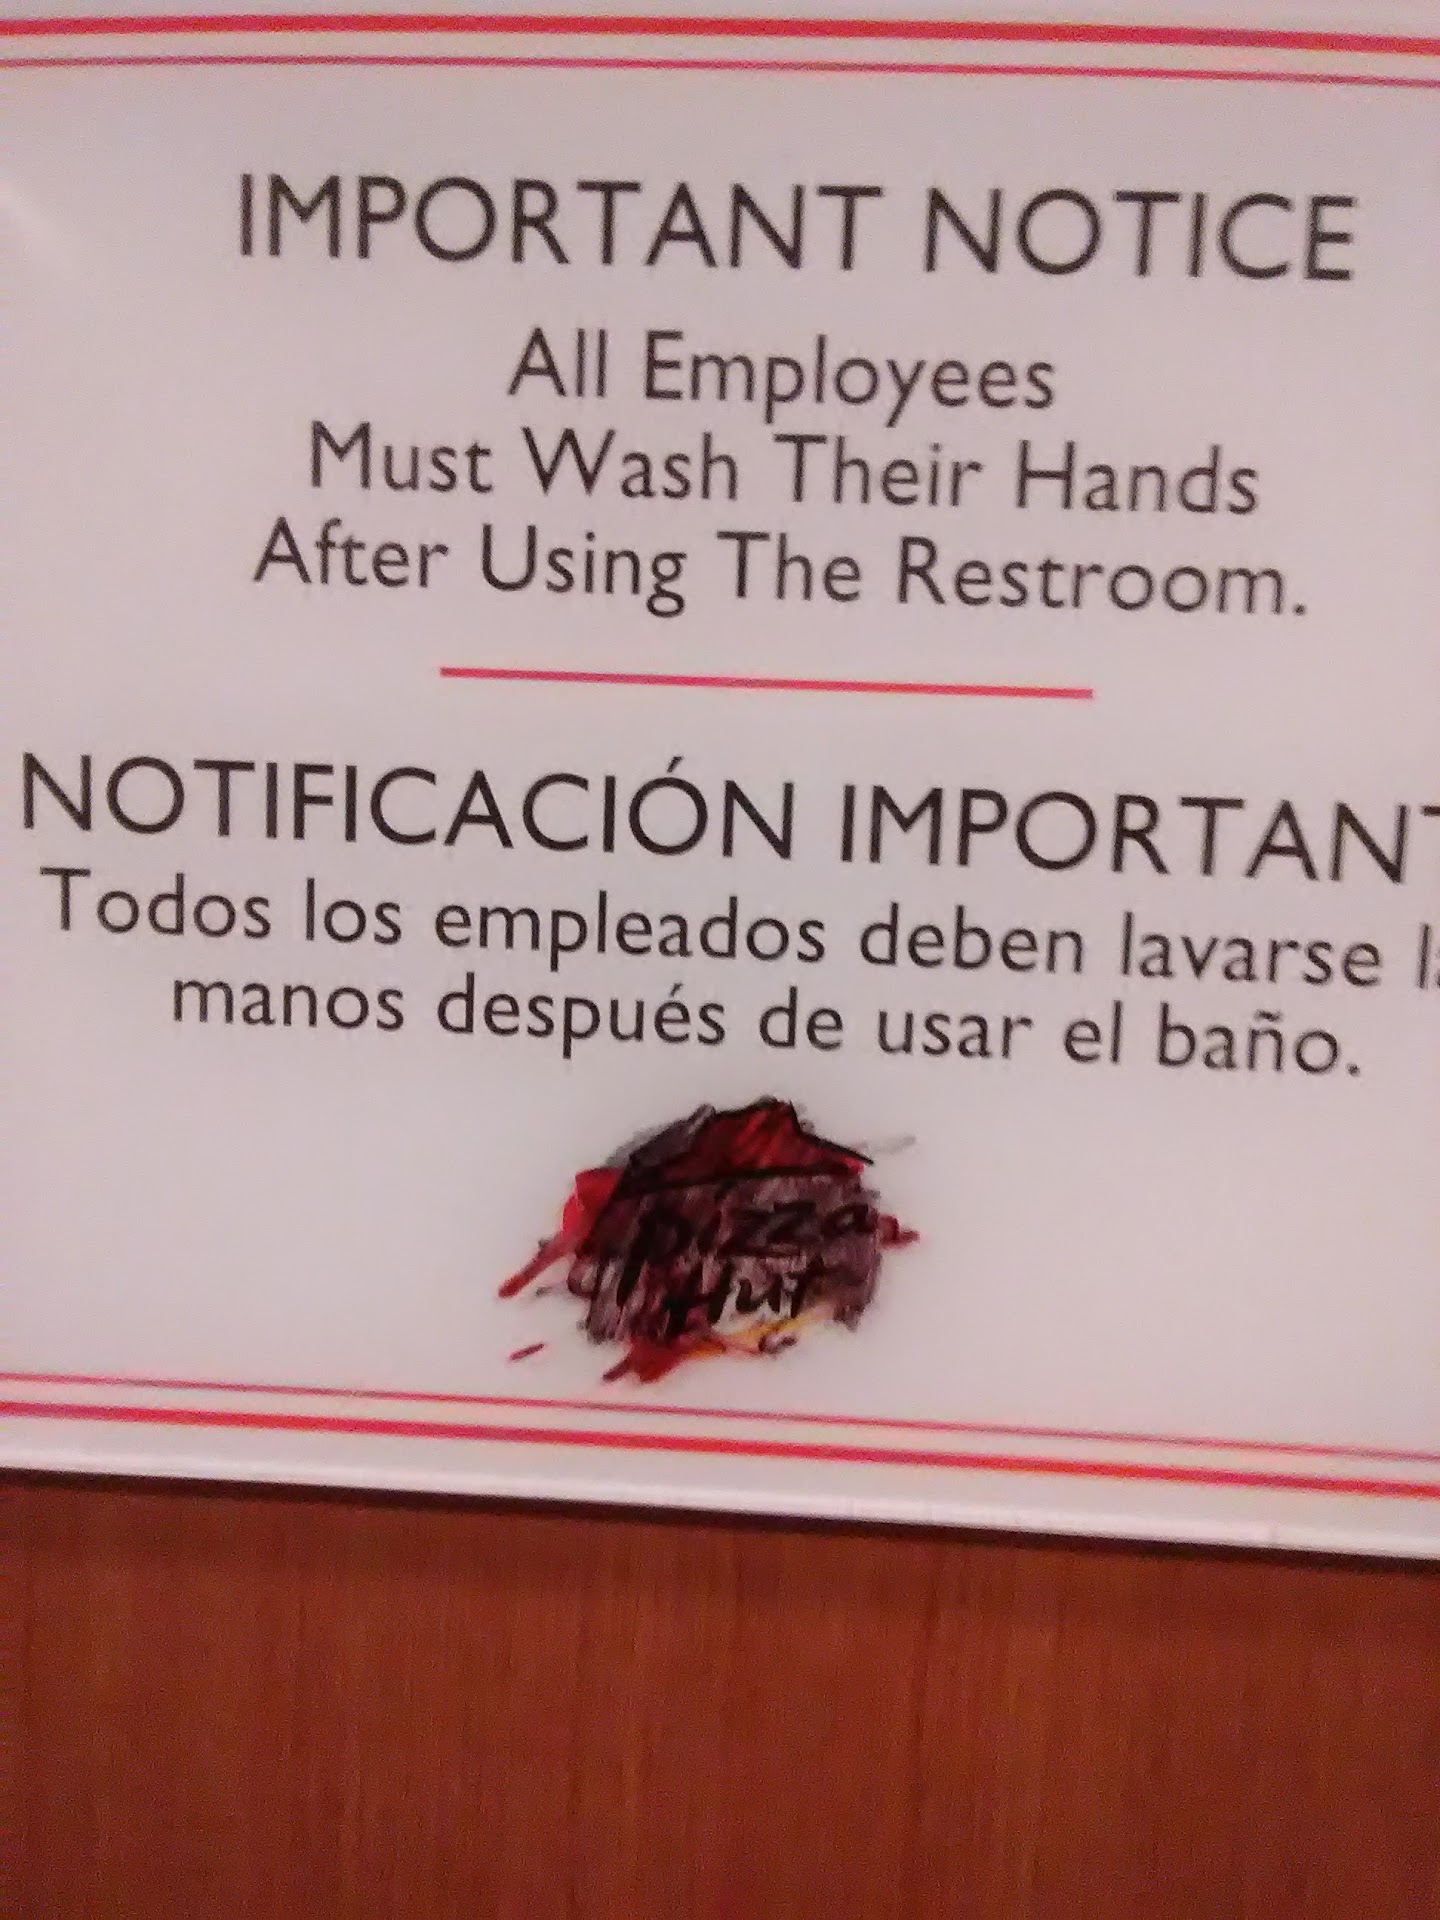 IMPORTANT NOTICE
All Employees
Must Wash Their Hands
After Using The Restroom.
NOTIFICACIÓN IMPORTANT
Todos los empleados deben lavarse la
manos después de usar el baño.
Pizza
Hut